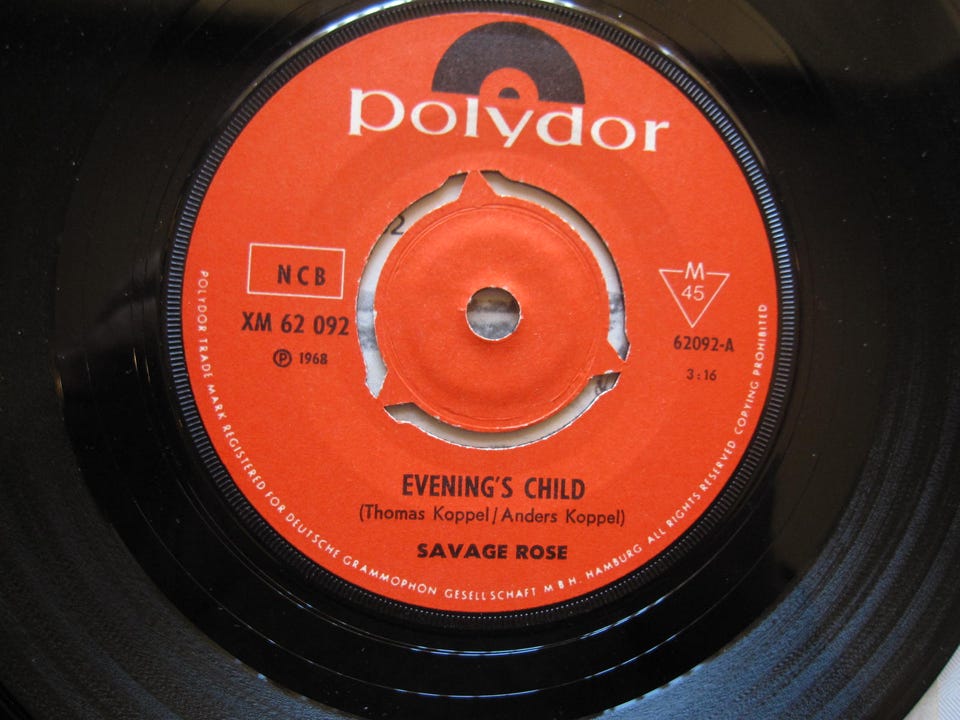 polydor
2
NCB
XM 62 092
℗ 1968
M
45
62092-A
3:16
EVENING'S CHILD
(Thomas Koppel/Anders Koppel)
SAVAGE ROSE
POLYDOR TRADE MARK REGISTERED FOR DEUTSCHE GRAMMOPHON GESELLSCHAFT M B H. HAMBURG ALL RIGHTS RESERVED COPYING PROHIBITED